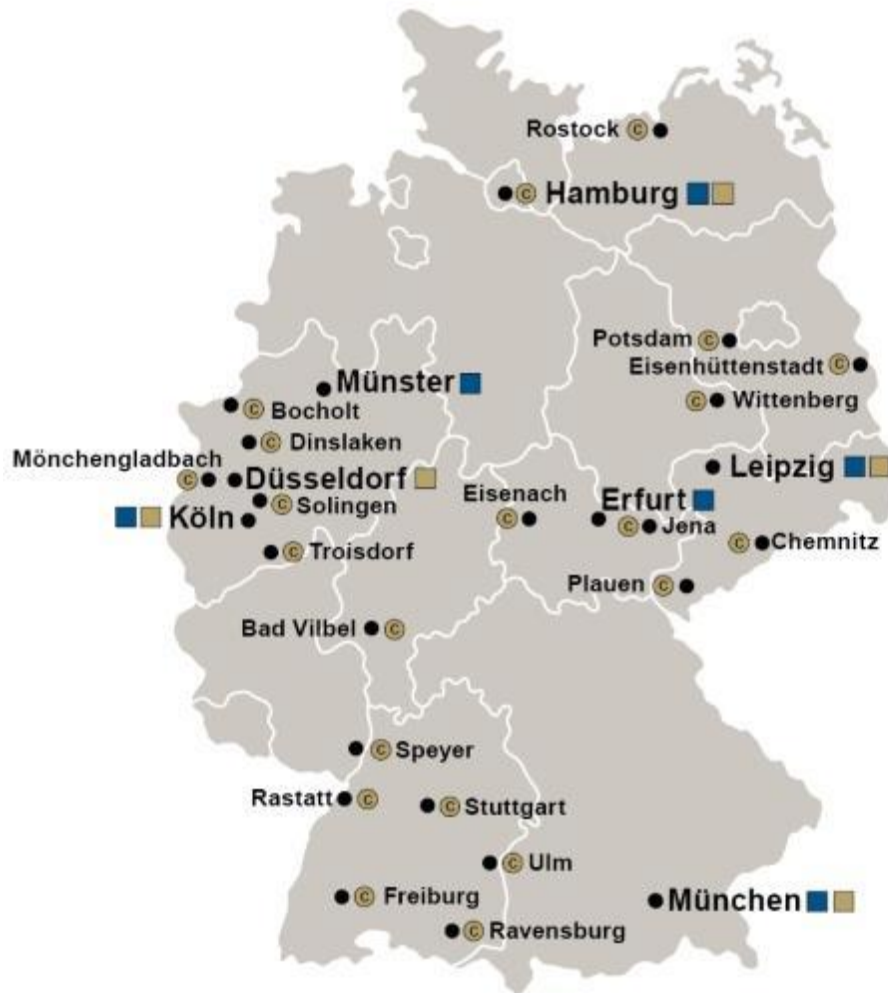 Rostock C
C Hamburg
Potsdam C
Eisenhüttenstadt C
Münster
C Wittenberg
C Bocholt
C Dinslaken
Mönchengladbach
C
Düsseldorf
Leipzig
Eisenach
C
Erfurt
C Solingen
Köln
C Jena
C Chemnitz
C Troisdorf
Plauen C
Bad Vilbel C
C Speyer
Rastatt C
C Stuttgart
C Ulm
C Freiburg
München
C Ravensburg